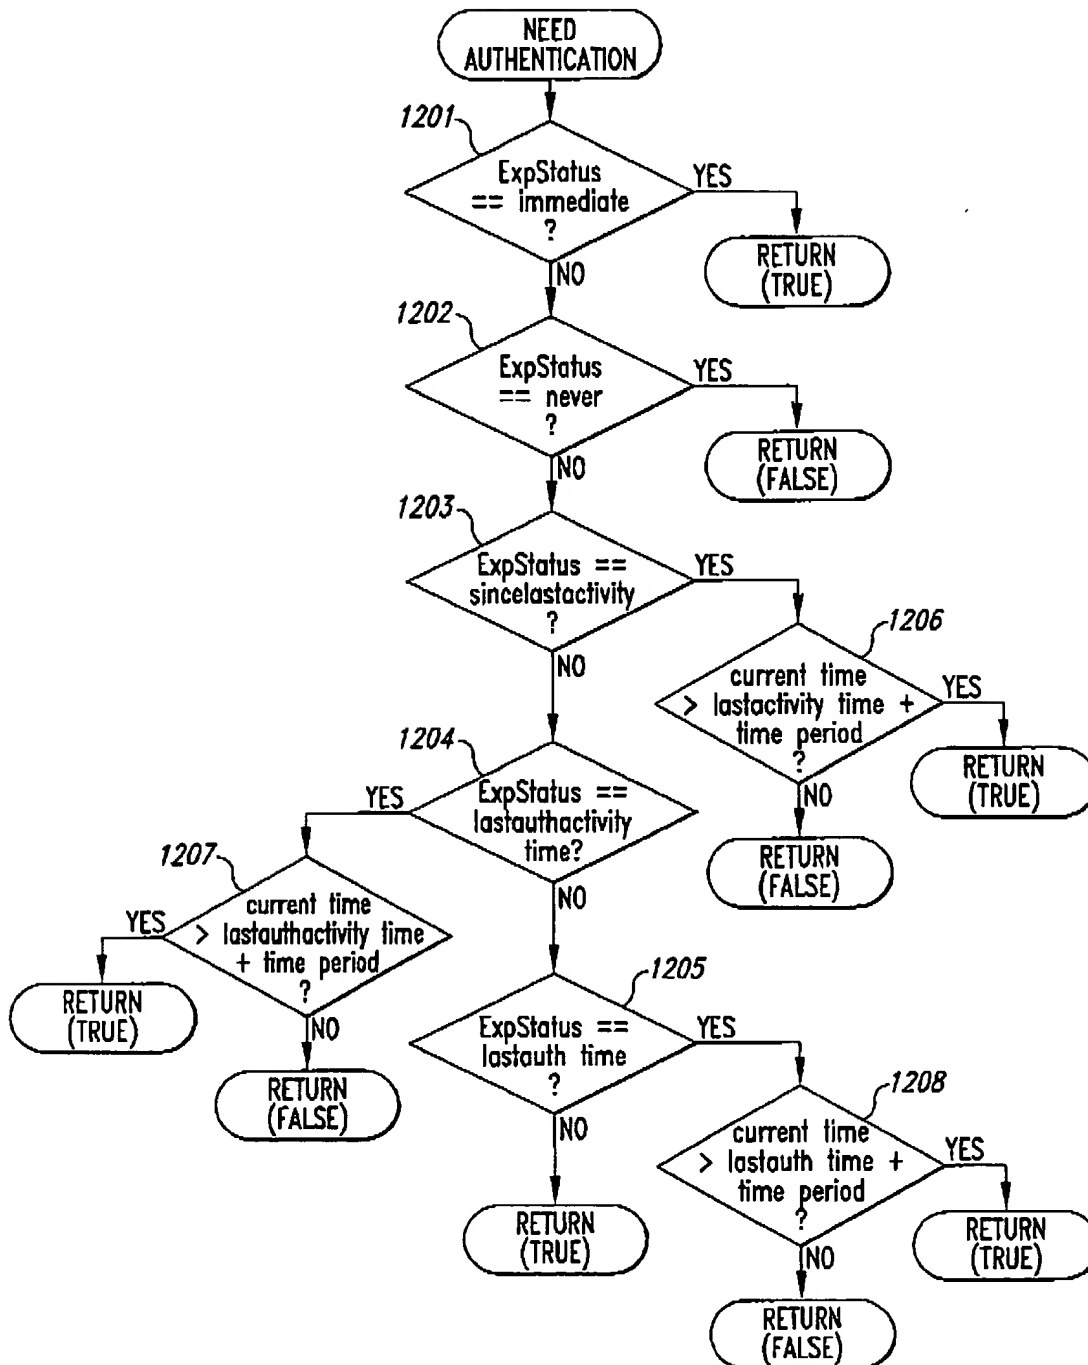 NEED
AUTHENTICATION
1201
ExpStatus
== immediate
?
YES
RETURN
(TRUE)
NO
1202
ExpStatus
== never
?
YES
RETURN
(FALSE)
NO
1203
ExpStatus ==
sincelastactivity
?
YES
NO
1206
current time
> lastactivity time +
time period
?
YES
RETURN
(TRUE)
NO
RETURN
(FALSE)
1204
ExpStatus ==
lastauthactivity
time?
YES
NO
1207
current time
> lastauthactivity time
+ time period
?
YES
RETURN
(TRUE)
NO
RETURN
(FALSE)
1205
ExpStatus ==
lastauth time
?
YES
NO
RETURN
(TRUE)
1208
current time
> lastauth time +
time period
?
YES
RETURN
(TRUE)
NO
RETURN
(FALSE)